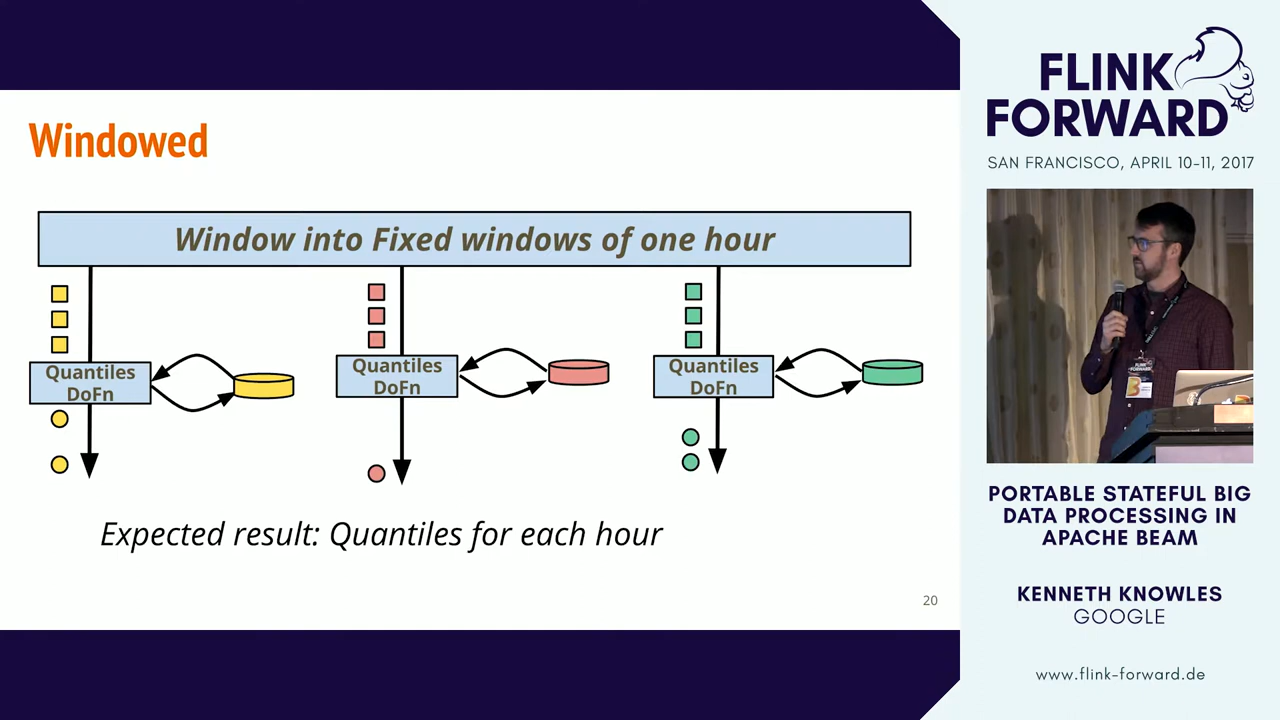 Windowed
Window into Fixed windows of one hour
Quantiles
DoFn
Quantiles
DoFn
Quantiles
DoFn
Expected result: Quantiles for each hour
20
FLINK
FORWARD
SAN FRANCISCO, APRIL 10-11, 2017
PORTABLE STATEFUL BIG
DATA PROCESSING IN
APACHE BEAM
KENNETH KNOWLES
GOOGLE
www.flink-forward.de